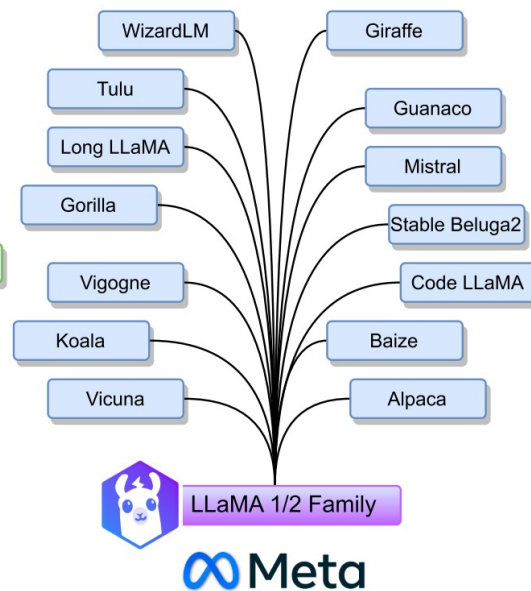 WizardLM
Giraffe
Tulu
Guanaco
Long LLaMA
Mistral
Gorilla
Stable Beluga2
Vigogne
Code LLaMA
Koala
Baize
Vicuna
Alpaca
LLaMA 1/2 Family
Meta